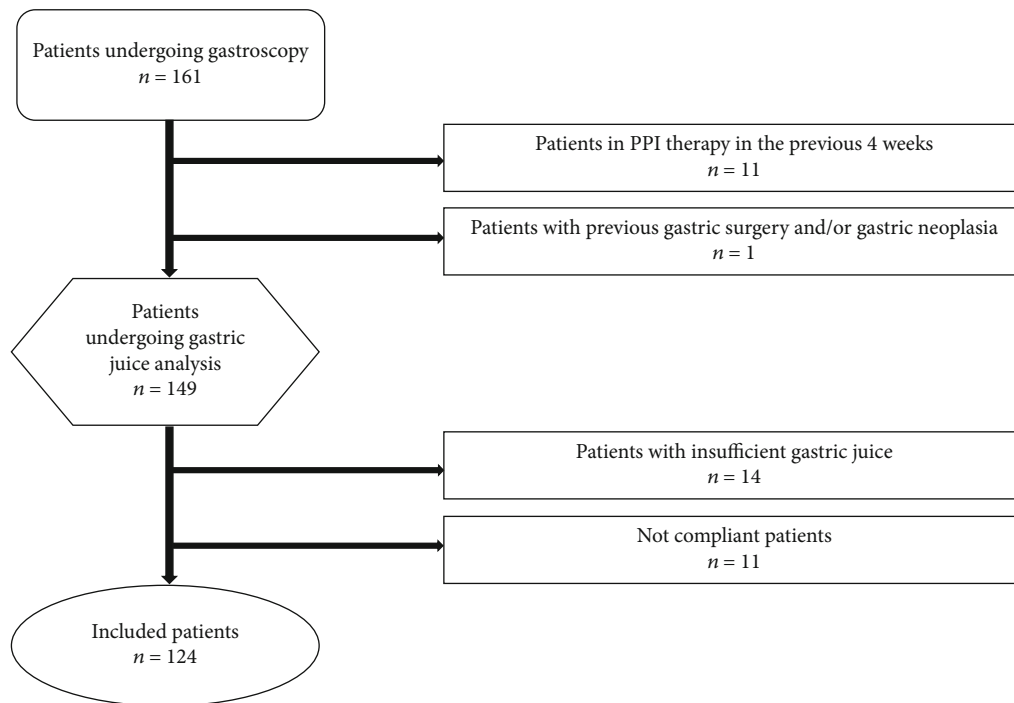 Patients undergoing gastroscopy
n = 161
Patients in PPI therapy in the previous 4 weeks
n = 11
Patients with previous gastric surgery and/or gastric neoplasia
n = 1
Patients
undergoing gastric
juice analysis
n = 149
Patients with insufficient gastric juice
n = 14
Not compliant patients
n = 11
Included patients
n = 124